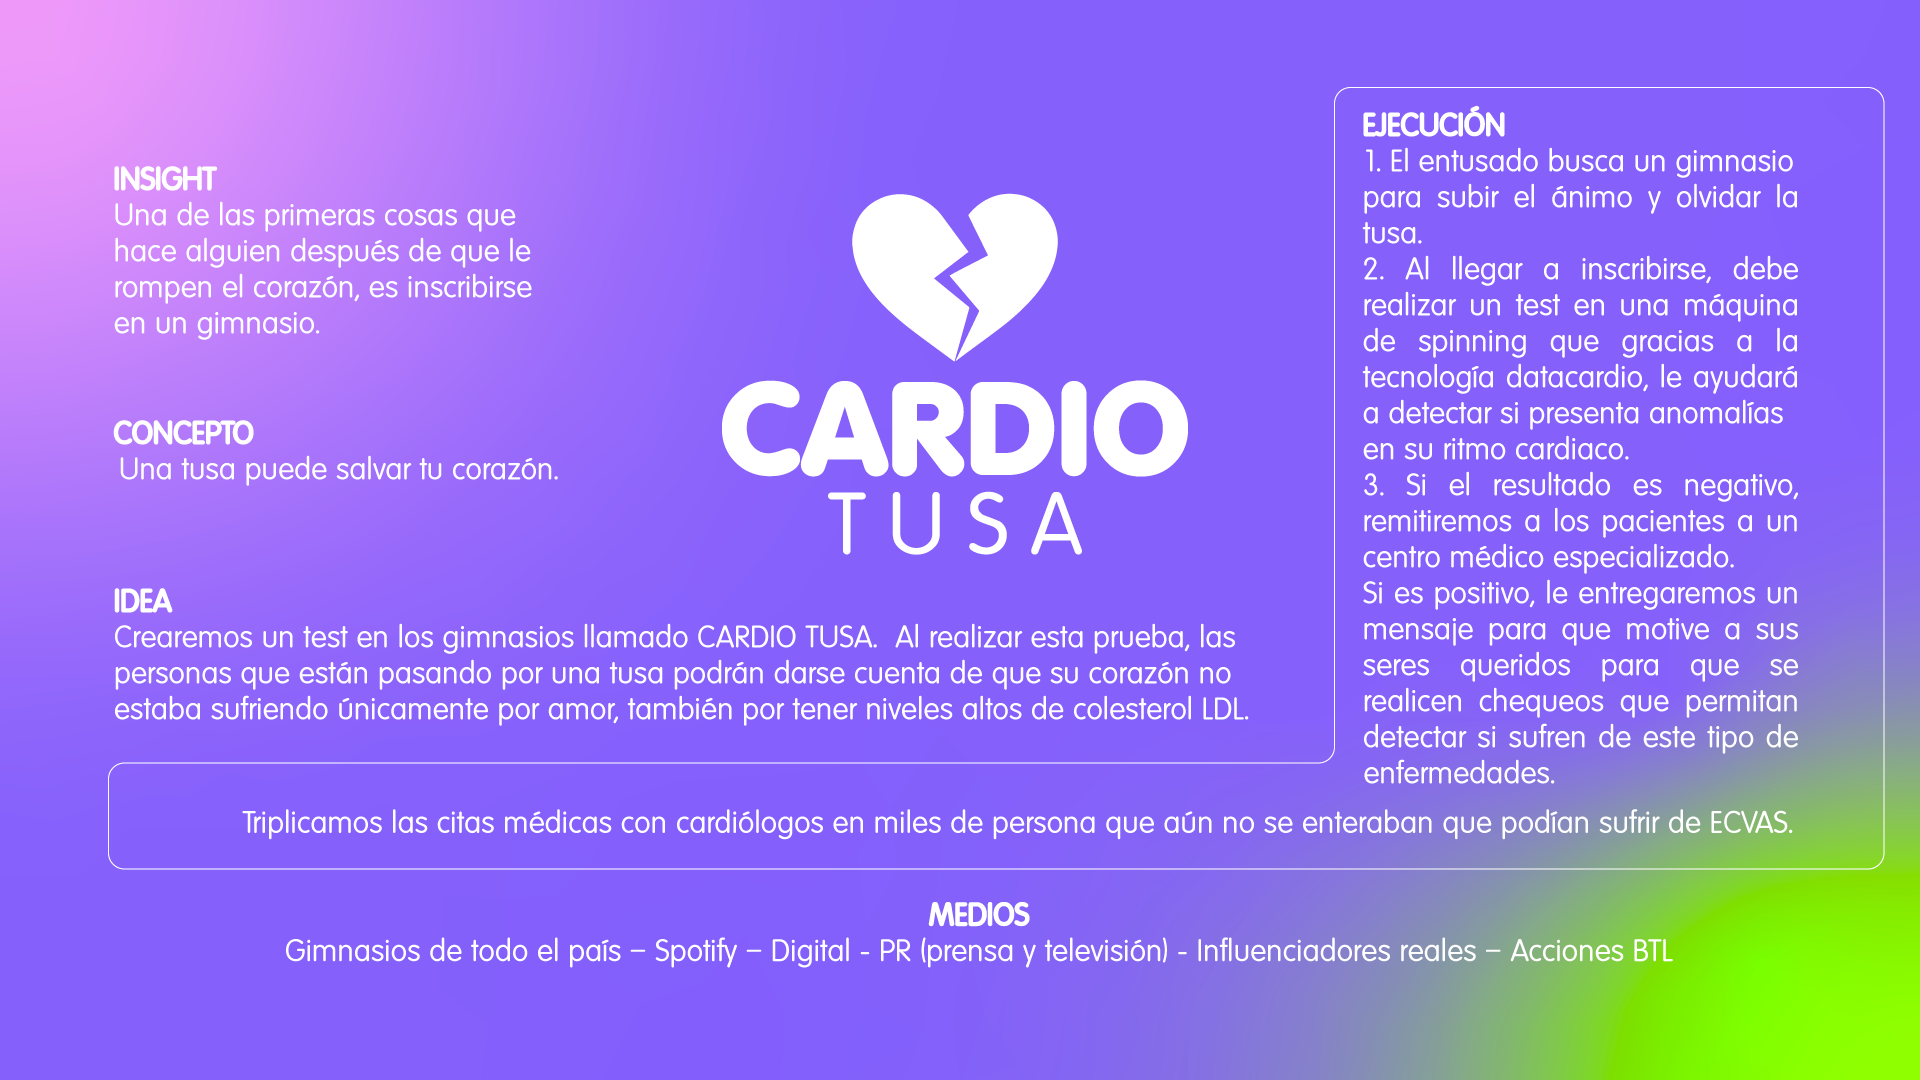 INSIGHT
Una de las primeras cosas que
hace alguien después de que le
rompen el corazón, es inscribirse
en un gimnasio.
CONCEPTO
Una tusa puede salvar tu corazón.
CARDIO
TUSA
IDEA
Crearemos un test en los gimnasios llamado CARDIO TUSA.  Al realizar esta prueba, las
personas que están pasando por una tusa podrán darse cuenta de que su corazón no
estaba sufriendo únicamente por amor, también por tener niveles altos de colesterol LDL.
EJECUCIÓN
1. El entusado busca un gimnasio
para subir el ánimo y olvidar la
tusa.
2. Al llegar a inscribirse, debe
realizar un test en una máquina
de spinning que gracias a la
tecnología datacardio, le ayudará
a detectar si presenta anomalías
en su ritmo cardiaco.
3. Si el resultado es negativo,
remitiremos a los pacientes a un
centro médico especializado.
Si es positivo, le entregaremos un
mensaje para que motive a sus
seres queridos para que se
realicen chequeos que permitan
detectar si sufren de este tipo de
enfermedades.
Triplicamos las citas médicas con cardiólogos en miles de persona que aún no se enteraban que podían sufrir de ECVAS.
MEDIOS
Gimnasios de todo el país – Spotify – Digital - PR (prensa y televisión) - Influenciadores reales – Acciones BTL